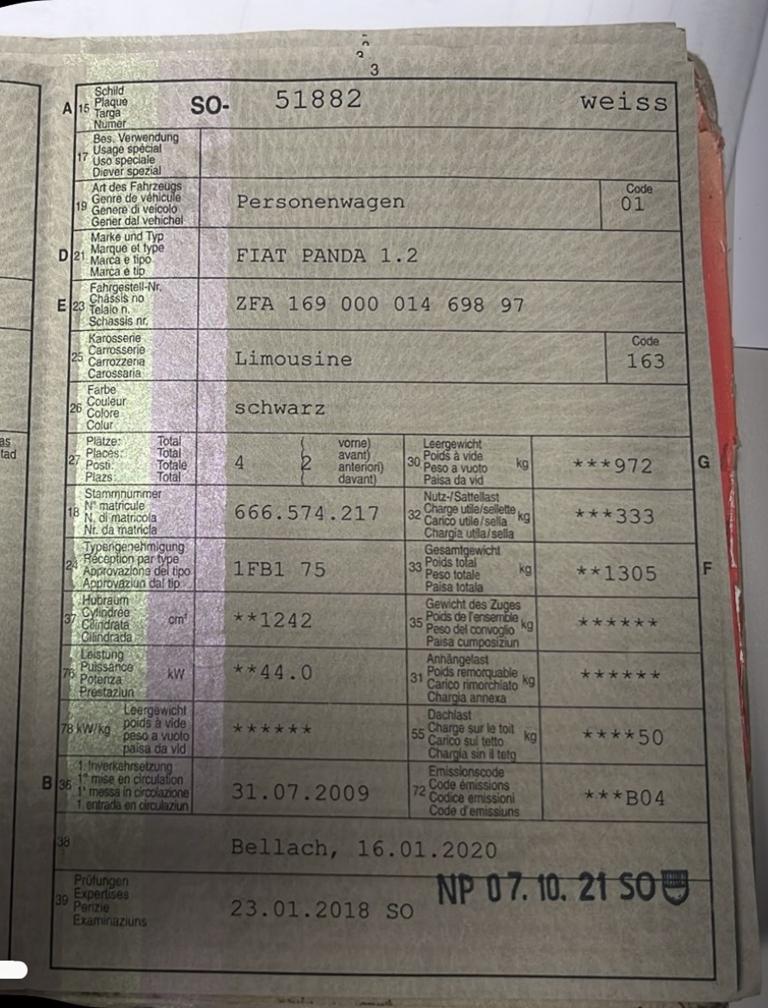 3
A 15 Schild
Plaque
Targa
Numer
SO- 51882 weiss
17 Bes. Verwendung
Usage spécial
Uso speciale
Diever spezial
19 Art des Fahrzeugs
Genre de véhicule
Genere di veicolo
Gener dal vehichel
Personenwagen
Code
01
D 21 Marke und Typ
Marque et type
Marca e tipo
Marca e tip
FIAT PANDA 1.2
E 23 Fahrgestell-Nr.
Châssis no
Telaio n.
Schassis nr.
ZFA 169 000 014 698 97
25 Karosserie
Carrosserie
Carrozzeria
Carossaria
Limousine
Code
163
26 Farbe
Couleur
Colore
Colur
schwarz
as
tad
27 Plätze: Total
Places: Total
Posti: Totale
Plazs: Total
4 2
vorne)
avant)
anteriori)
davant)
30 Leergewicht
Poids à vide
Peso a vuoto
Paisa da vid
kg
***972
G
18 Stammnummer
N° matricule
N. di matricola
Nr. da matricla
666.574.217
32 Nutz-/Sattellast
Charge utile/sellette
Carico utile/sella
Chargia utila/sella
kg
***333
24 Typengenehmigung
Réception par type
Approvazione del tipo
Approvaziun dal tip
1FB1 75
33 Gesamtgewicht
Poids total
Peso totale
Paisa totala
kg
**1305
F
37 Hubraum
Cylindrée
Cilindrata
Cilindrada
cm³
**1242
35 Gewicht des Zuges
Poids de l'ensemble
Peso del convoglio
Paisa cumposiziun
kg
******
76 Leistung
Puissance
Potenza
Prestaziun
kW
**44.0
31 Anhängelast
Poids remorquable
Carico rimorchiato
Chargia annexa
kg
******
78 kW/kg Leergewicht
poids à vide
peso a vuoto
paisa da vid
******
55 Dachlast
Charge sur le toit
Carico sul tetto
Chargia sin il tetg
kg
****50
B 36 1. Inverkehrsetzung
1re mise en circulation
1a messa in circolazione
1. entrada en circulaziun
31.07.2009
72 Emissionscode
Code émissions
Codice emissioni
Code d'emissiuns
***B04
38
Bellach, 16.01.2020
39 Prüfungen
Expertises
Perizie
Examinaziuns
23.01.2018 SO
NP 07. 10. 21 SO